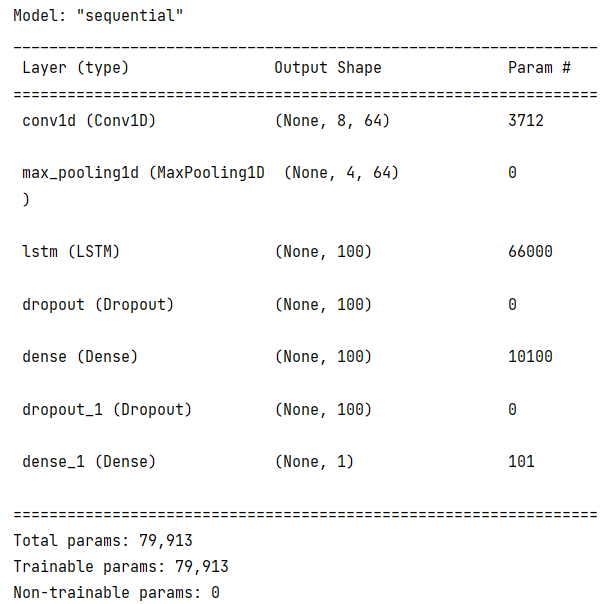 Model: "sequential"
_________________________________________________________________
Layer (type) Output Shape Param #
=================================================================
conv1d (Conv1D) (None, 8, 64) 3712
max_pooling1d (MaxPooling1D (None, 4, 64) 0
)
lstm (LSTM) (None, 100) 66000
dropout (Dropout) (None, 100) 0
dense (Dense) (None, 100) 10100
dropout_1 (Dropout) (None, 100) 0
dense_1 (Dense) (None, 1) 101
=================================================================
Total params: 79,913
Trainable params: 79,913
Non-trainable params: 0